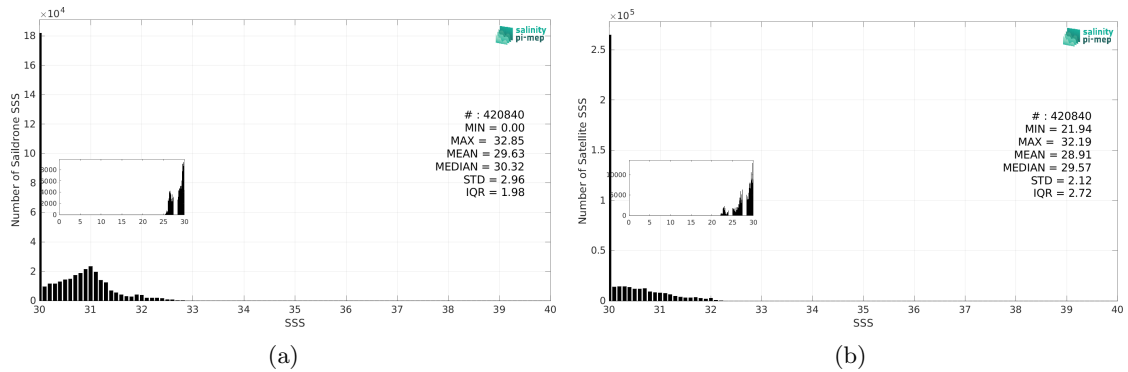 ×10⁴
18
16
14
12
10
8
6
4
2
0
Number of Saildrone SSS
salinity
pi-mep
# : 420840
MIN = 0.00
MAX = 32.85
MEAN = 29.63
MEDIAN = 30.32
STD = 2.96
IQR = 1.98
8000
6000
4000
2000
0
0 5 10 15 20 25 30
30 31 32 33 34 35 36 37 38 39 40
SSS
(a)
×10⁵
2.5
2
1.5
1
0.5
0
Number of Satellite SSS
salinity
pi-mep
# : 420840
MIN = 21.94
MAX = 32.19
MEAN = 28.91
MEDIAN = 29.57
STD = 2.12
IQR = 2.72
10000
5000
0
0 5 10 15 20 25 30
30 31 32 33 34 35 36 37 38 39 40
SSS
(b)